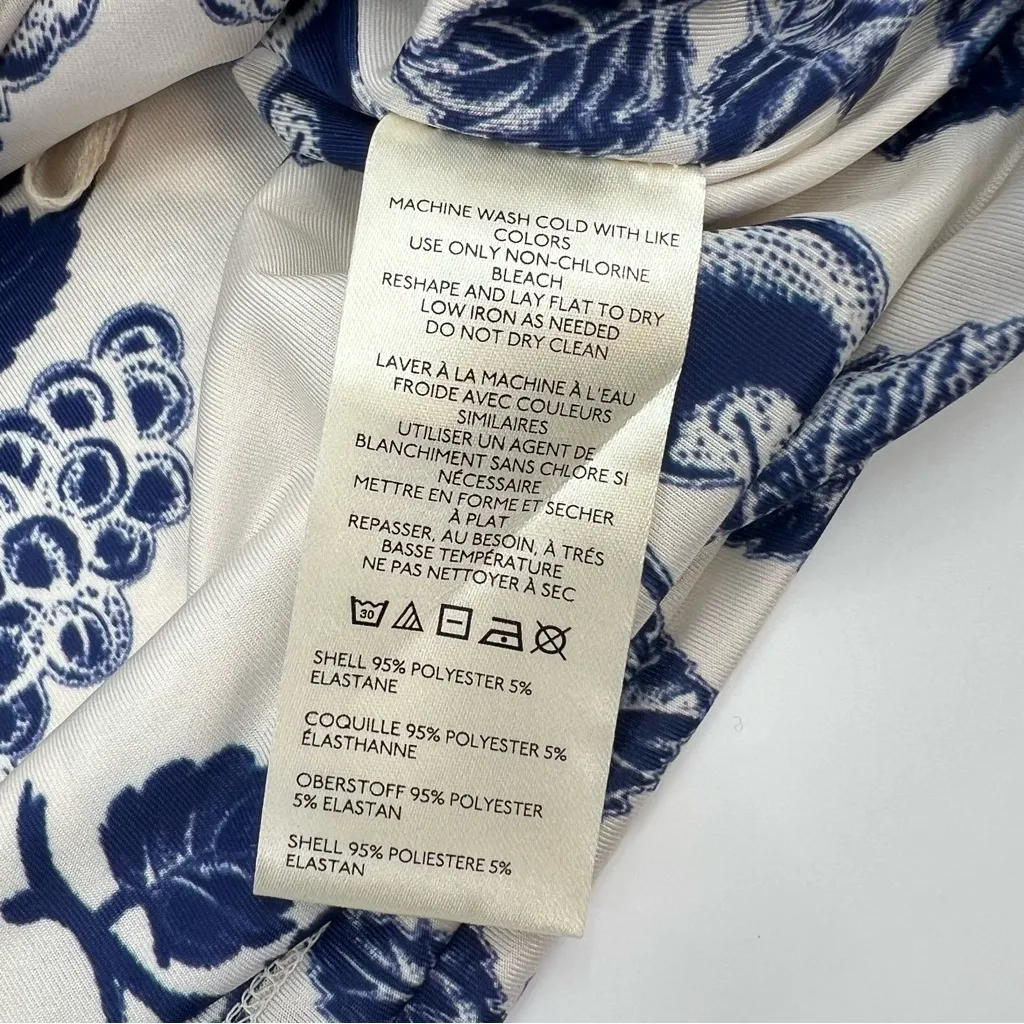 MACHINE WASH COLD WITH LIKE
COLORS
USE ONLY NON-CHLORINE
BLEACH
RESHAPE AND LAY FLAT TO DRY
LOW IRON AS NEEDED
DO NOT DRY CLEAN
LAVER À LA MACHINE À L'EAU
FROIDE AVEC COULEURS
SIMILAIRES
UTILISER UN AGENT DE
BLANCHIMENT SANS CHLORE SI
NÉCESSAIRE
METTRE EN FORME ET SECHER
À PLAT
REPASSER, AU BESOIN, À TRÉS
BASSE TEMPÉRATURE
NE PAS NETTOYER À SEC
30
SHELL 95% POLYESTER 5%
ELASTANE
COQUILLE 95% POLYESTER 5%
ÉLASTHANNE
OBERSTOFF 95% POLYESTER
5% ELASTAN
SHELL 95% POLIESTERE 5%
ELASTAN